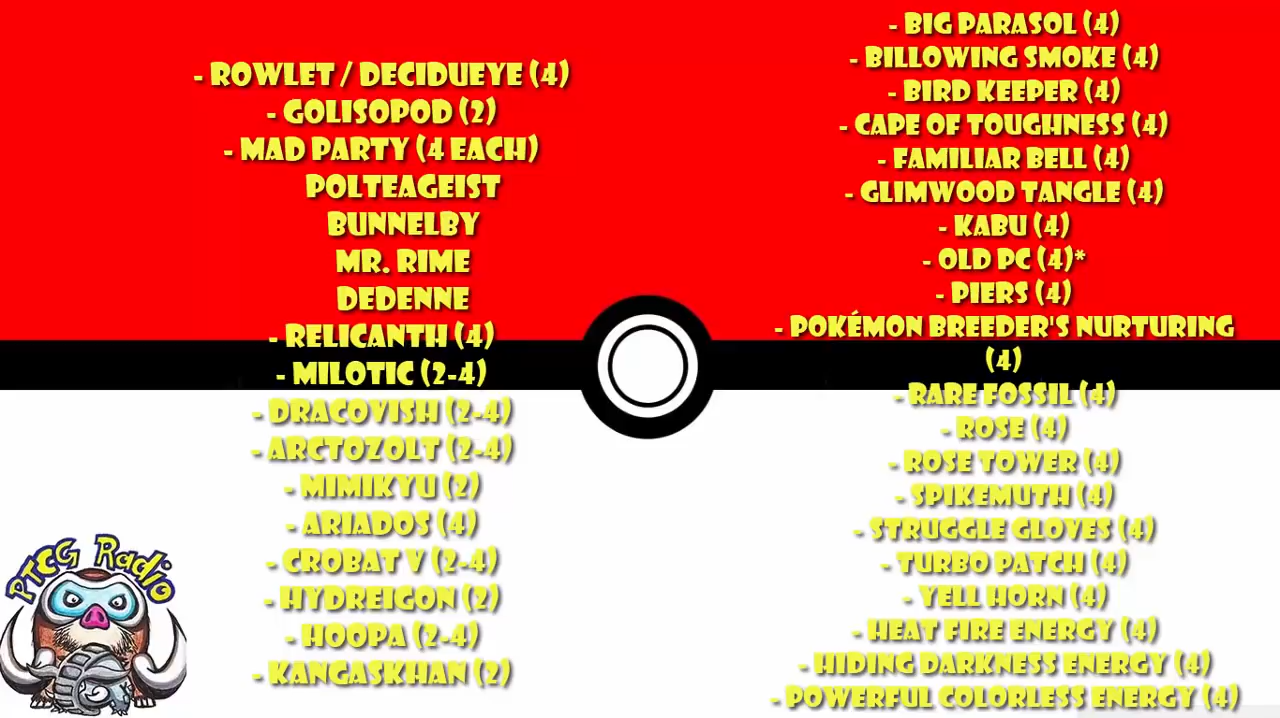 - ROWLET / DECIDUEYE (4)
- GOLISOPOD (2)
- MAD PARTY (4 EACH)
POLTEAGEIST
BUNNELBY
MR. RIME
DEDENNE
- RELICANTH (4)
- MILOTIC (2-4)
- DRACOVISH (2-4)
- ARCTOZOLT (2-4)
- MIMIKYU (2)
- ARIADOS (4)
- CROBAT V (2-4)
- HYDREIGON (2)
- HOOPA (2-4)
- KANGASKHAN (2)
- BIG PARASOL (4)
- BILLOWING SMOKE (4)
- BIRD KEEPER (4)
- CAPE OF TOUGHNESS (4)
- FAMILIAR BELL (4)
- GLIMWOOD TANGLE (4)
- KABU (4)
- OLD PC (4)*
- PIERS (4)
- POKÉMON BREEDER'S NURTURING
(4)
- RARE FOSSIL (4)
- ROSE (4)
- ROSE TOWER (4)
- SPIKEMUTH (4)
- STRUGGLE GLOVES (4)
- TURBO PATCH (4)
- YELL HORN (4)
- HEAT FIRE ENERGY (4)
- HIDING DARKNESS ENERGY (4)
- POWERFUL COLORLESS ENERGY (4)
PTCG Radio